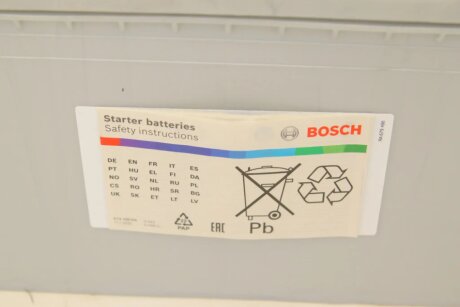 Starter batteries
Safety instructions
BOSCH
DE EN FR IT ES
PT HU EL FI DA
NO SV NL RU PL
CS RO HR SR BG
UK SK ET LT LV
PAP
EAC
Pb